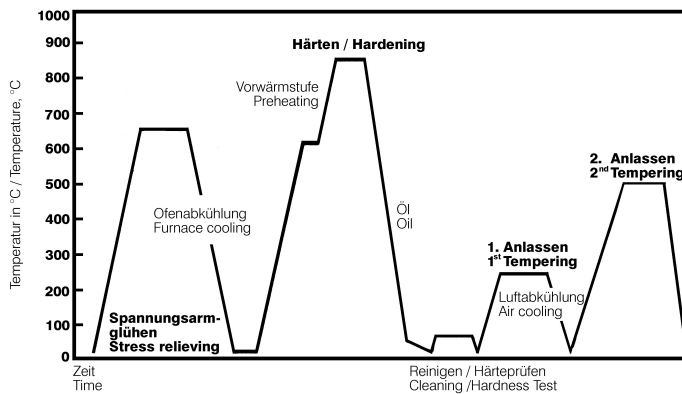 Temperatur in °C / Temperature, °C
1000
900
800
700
600
500
400
300
200
100
0
Härten / Hardening
Vorwärmstufe
Preheating
Ofenabkühlung
Furnace cooling
Spannungsarm-
glühen
Stress relieving
Öl
Oil
1. Anlassen
1st Tempering
Luftabkühlung
Air cooling
2. Anlassen
2nd Tempering
Zeit
Time
Reinigen / Härteprüfen
Cleaning /Hardness Test